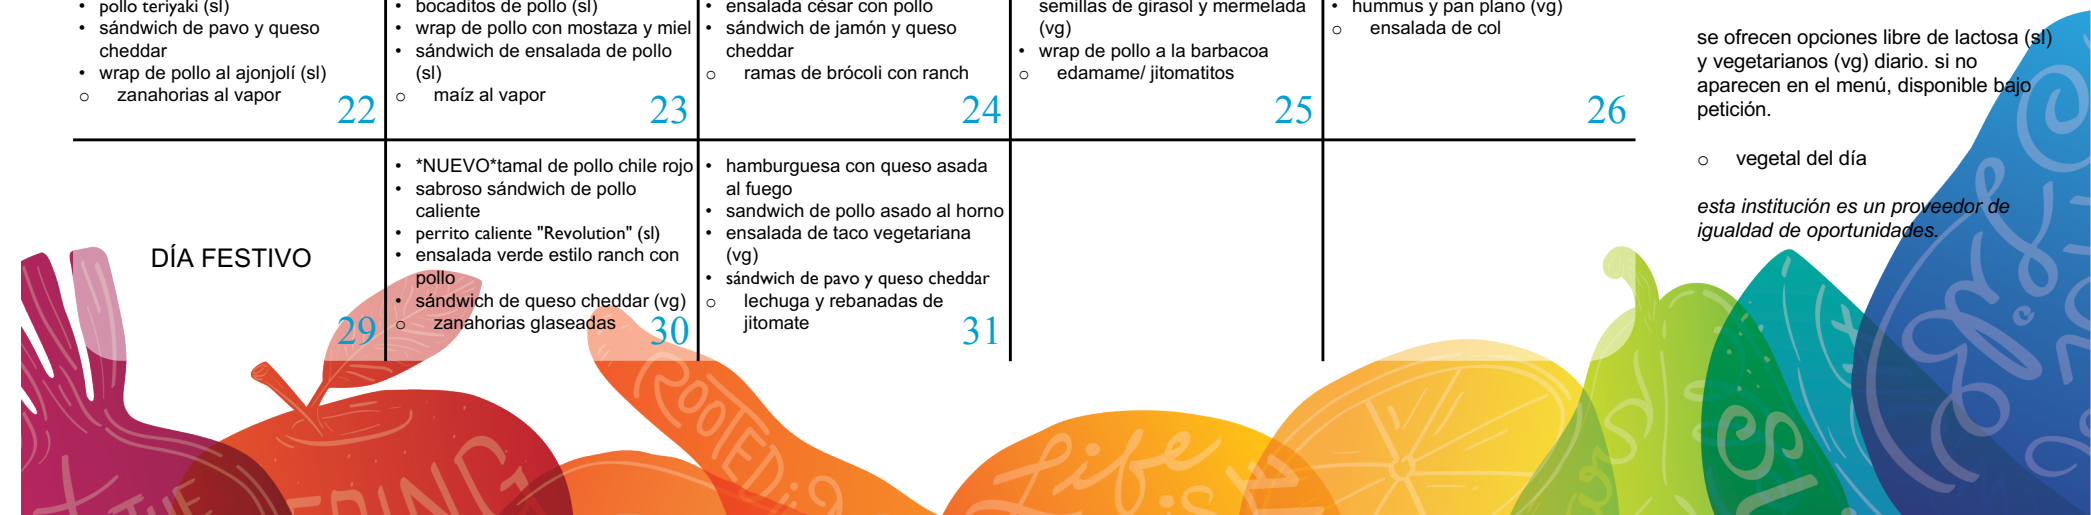 • pollo teriyaki (sl)
• sándwich de pavo y queso
cheddar
• wrap de pollo al ajonjolí (sl)
o zanahorias al vapor
22
• bocaditos de pollo (sl)
• wrap de pollo con mostaza y miel
• sándwich de ensalada de pollo
(sl)
o maíz al vapor
23
• ensalada césar con pollo
• sándwich de jamón y queso
cheddar
o ramas de brócoli con ranch
24
semillas de girasol y mermelada
(vg)
• wrap de pollo a la barbacoa
o edamame/ jitomatitos
25
• hummus y pan plano (vg)
o ensalada de col
26
DÍA FESTIVO
29
• *NUEVO*tamal de pollo chile rojo
• sabroso sándwich de pollo
caliente
• perrito caliente "Revolution" (sl)
• ensalada verde estilo ranch con
pollo
• sándwich de queso cheddar (vg)
o zanahorias glaseadas
30
• hamburguesa con queso asada
al fuego
• sandwich de pollo asado al horno
• ensalada de taco vegetariana
(vg)
• sándwich de pavo y queso cheddar
o lechuga y rebanadas de
jitomate
31
se ofrecen opciones libre de lactosa (sl)
y vegetarianos (vg) diario. si no
aparecen en el menú, disponible bajo
petición.
o vegetal del día
esta institución es un proveedor de
igualdad de oportunidades.
THE
ROOTED
Life
is